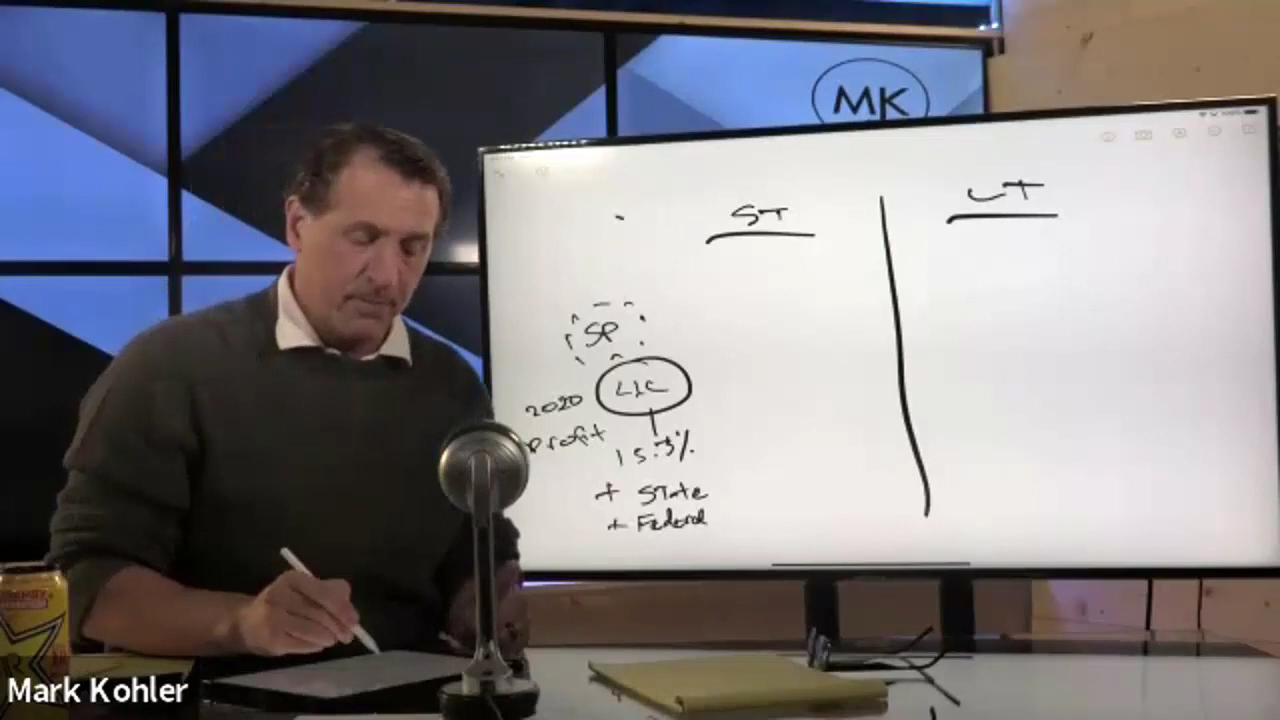 MK
ST
LT
SP
LLC
2020
Profit
15.3%
+ State
+ Federal
Mark Kohler